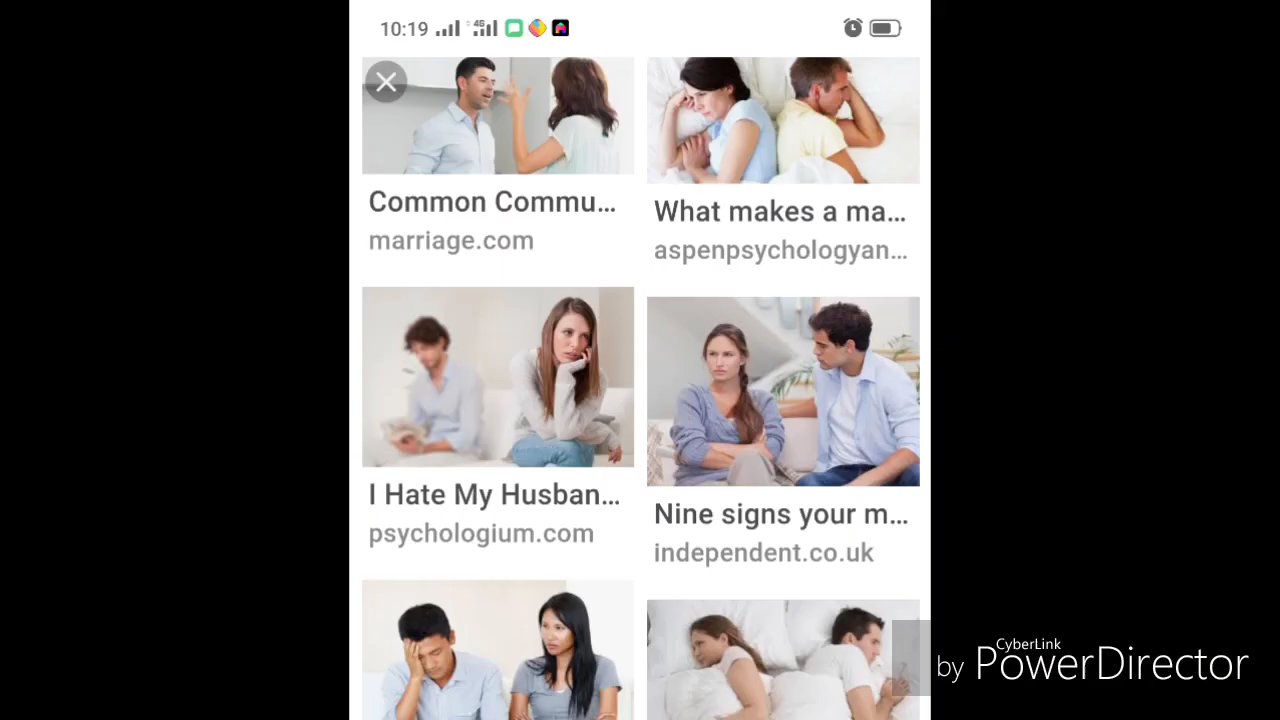 10:19
4G
Common Commu...
marriage.com
What makes a ma...
aspenpsychologyan...
I Hate My Husban...
psychologium.com
Nine signs your m...
independent.co.uk
CyberLink
by PowerDirector